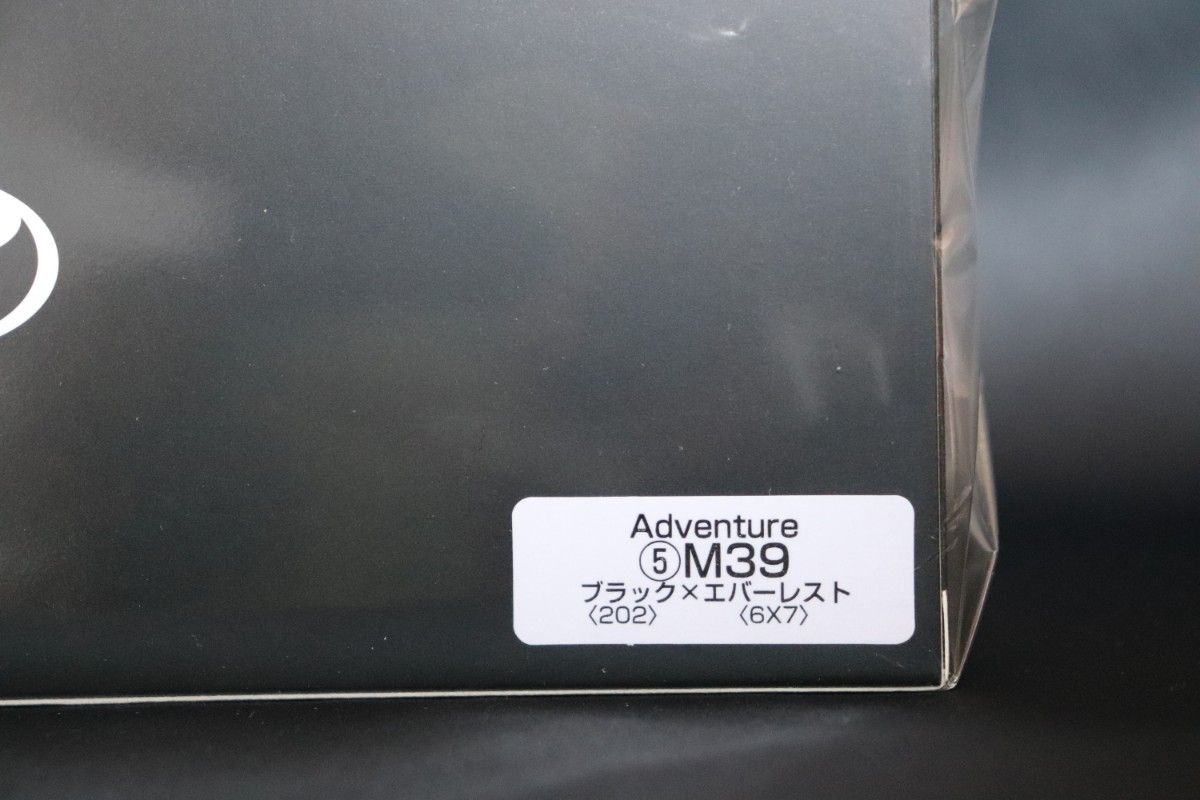 Adventure
⑤M39
ブラック×エバーレスト
〈202〉 〈6X7〉